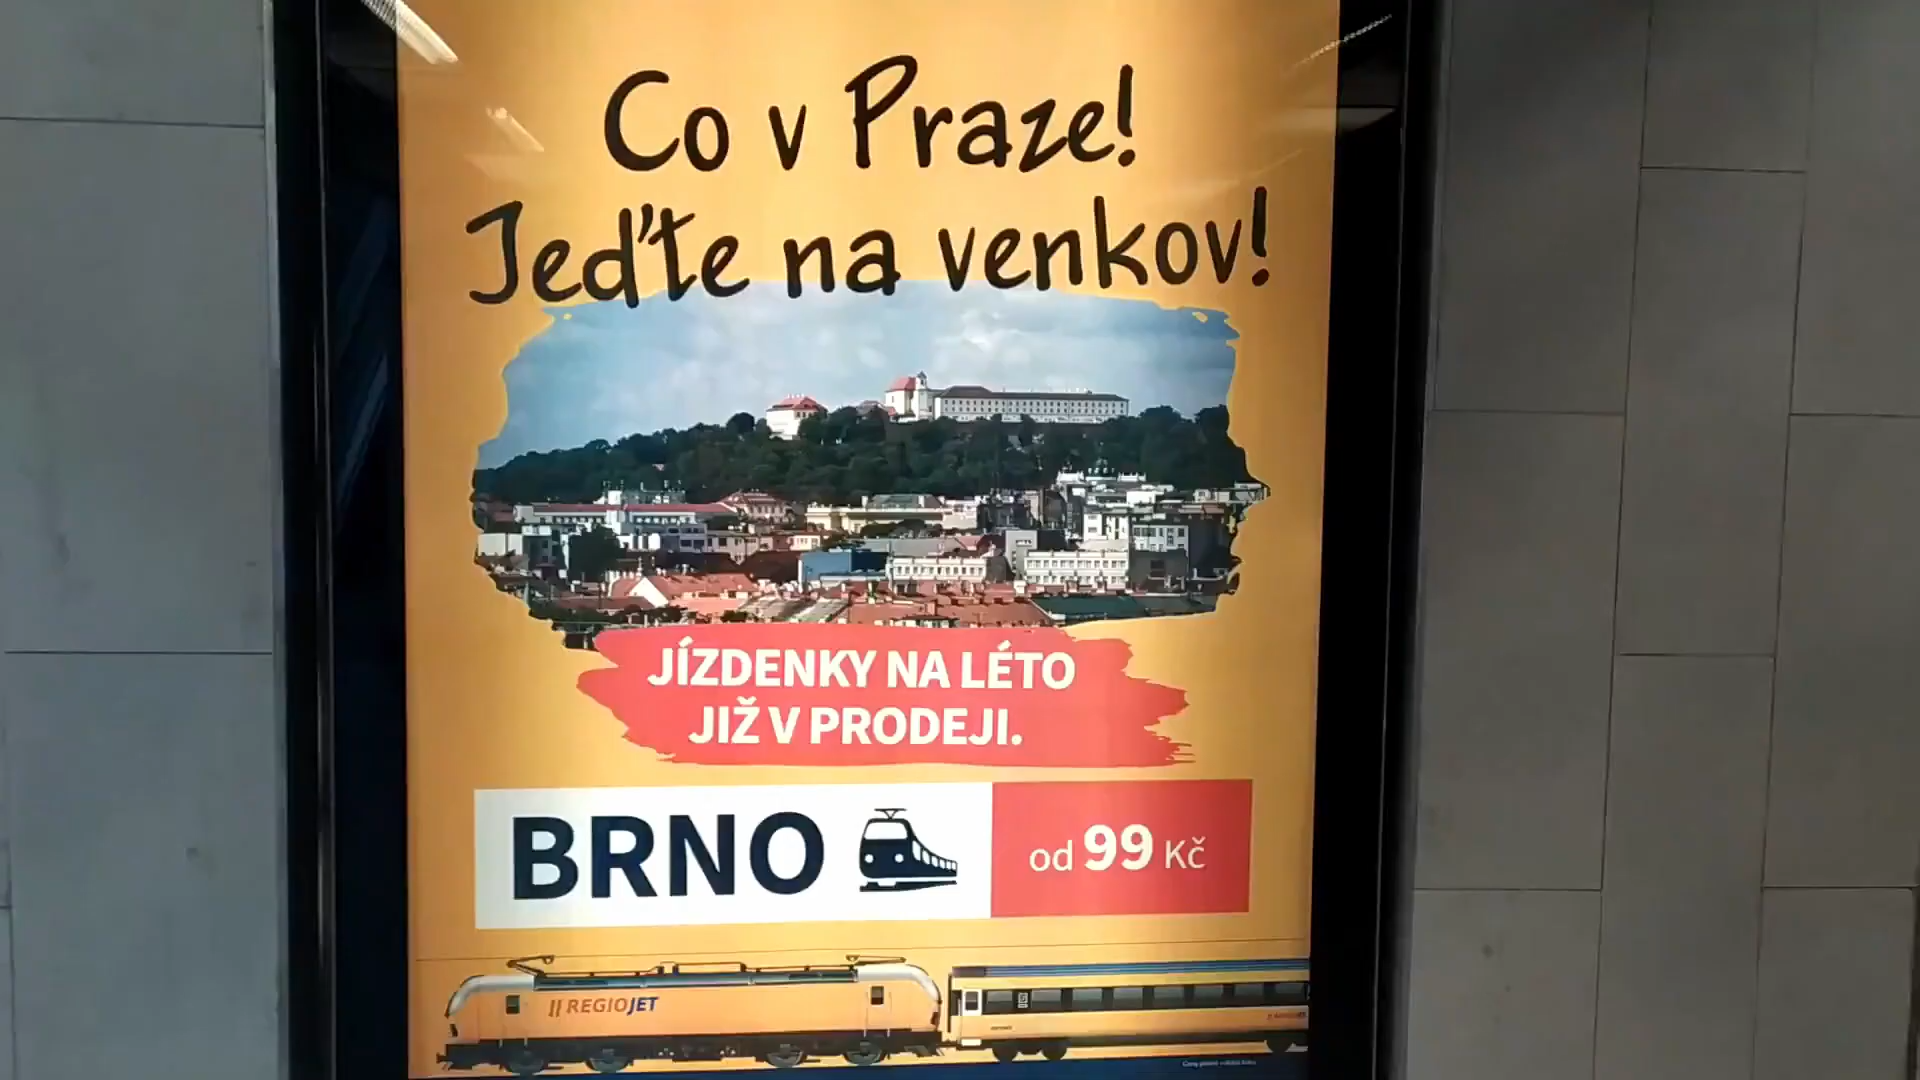 Co v Praze!
Jeďte na venkov!
JÍZDENKY NA LÉTO
JIŽ V PRODEJI.
BRNO
od 99 Kč
REGIOJET